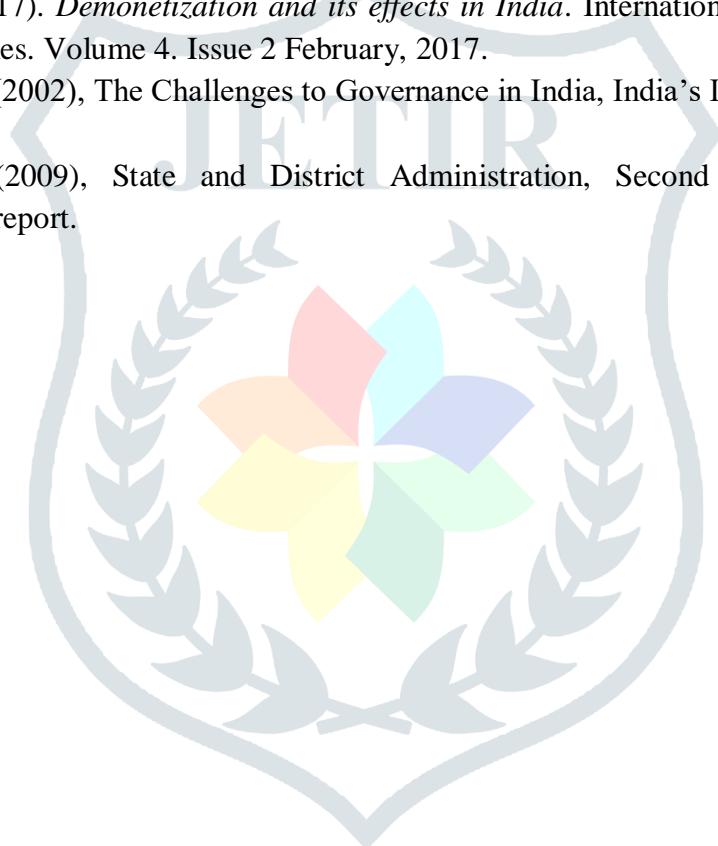 17). Demonetization and its effects in India. Internation
es. Volume 4. Issue 2 February, 2017.
(2002), The Challenges to Governance in India, India’s I
JETIR
(2009), State and District Administration, Second
report.